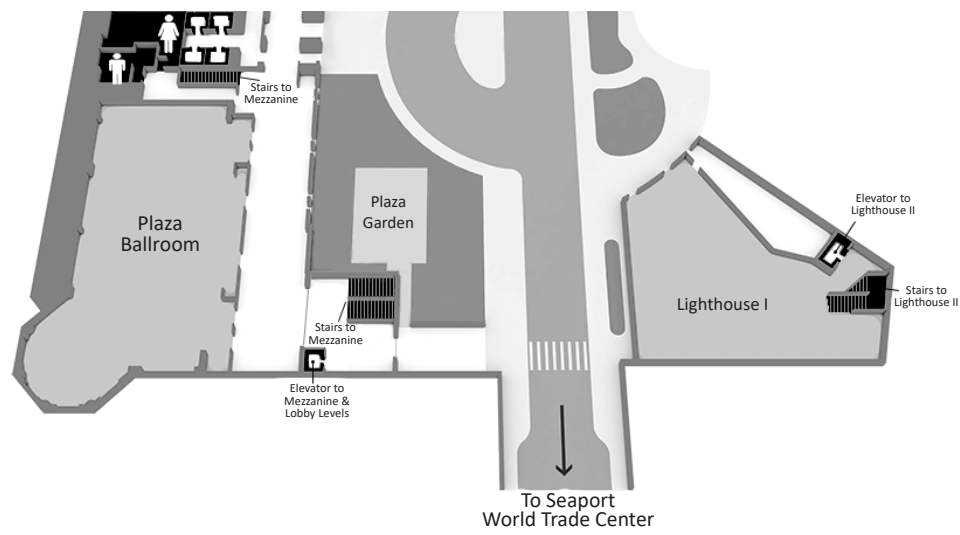 Stairs to
Mezzanine
Plaza
Ballroom
Plaza
Garden
Elevator to
Lighthouse II
Stairs to
Lighthouse II
Lighthouse I
Stairs to
Mezzanine
Elevator to
Mezzanine &
Lobby Levels
To Seaport
World Trade Center